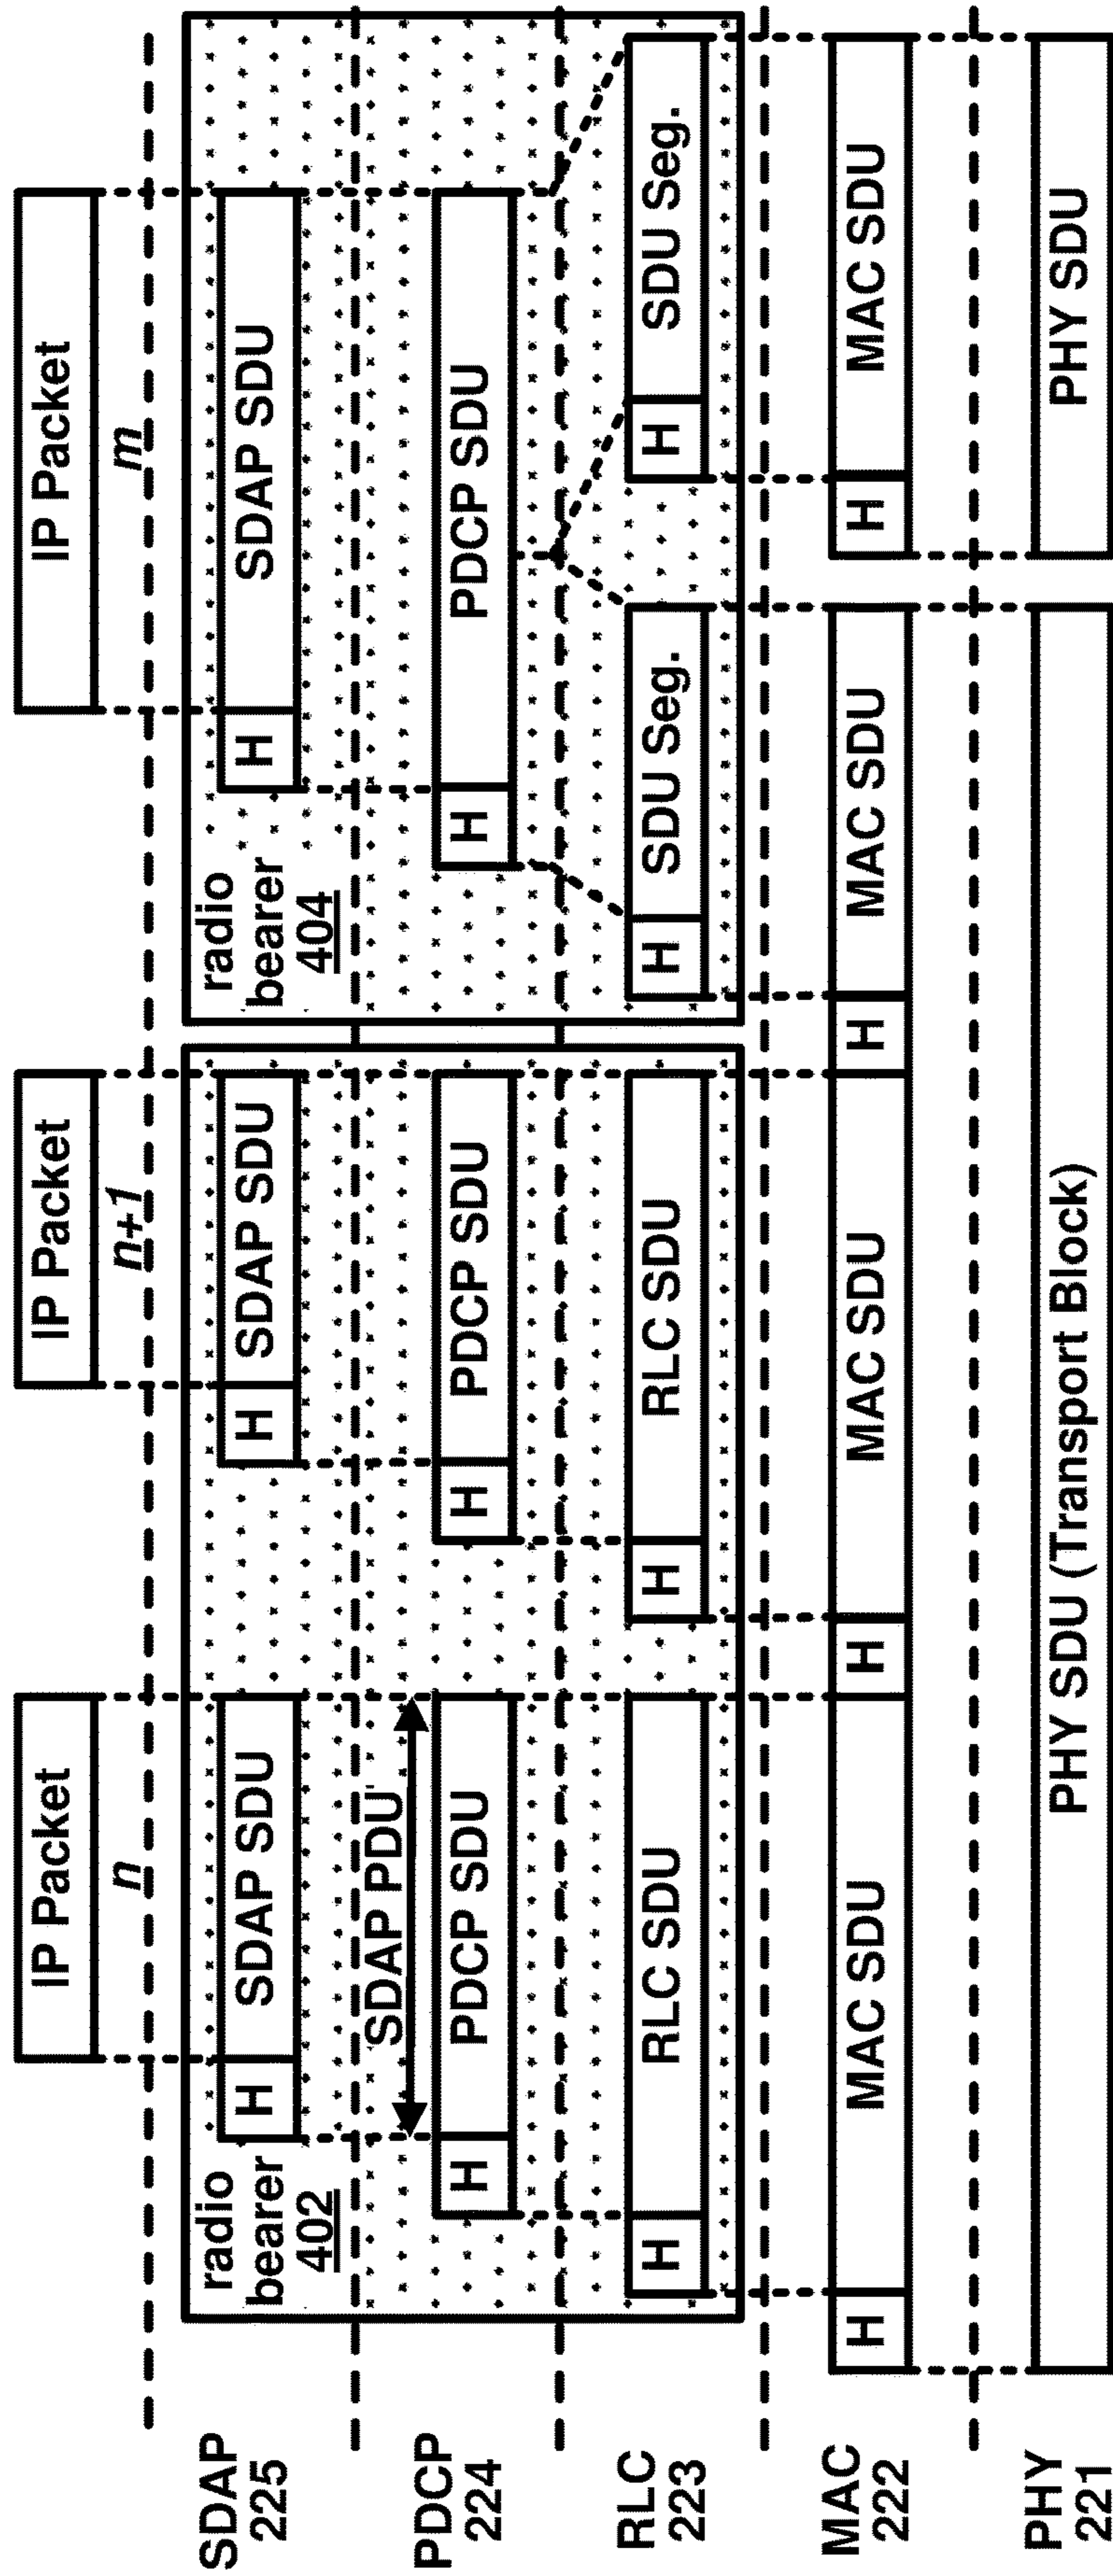 IP Packet
IP Packet
IP Packet
n
n+1
m
SDAP
225
radio
bearer
402
H
SDAP SDU
H
SDAP SDU
radio
bearer
404
H
SDAP SDU
SDAP PDU
PDCP
224
H
PDCP SDU
H
PDCP SDU
H
PDCP SDU
RLC
223
H
RLC SDU
H
RLC SDU
H
SDU Seg.
H
SDU Seg.
MAC
222
H
MAC SDU
H
MAC SDU
H
MAC SDU
H
MAC SDU
PHY
221
PHY SDU (Transport Block)
PHY SDU